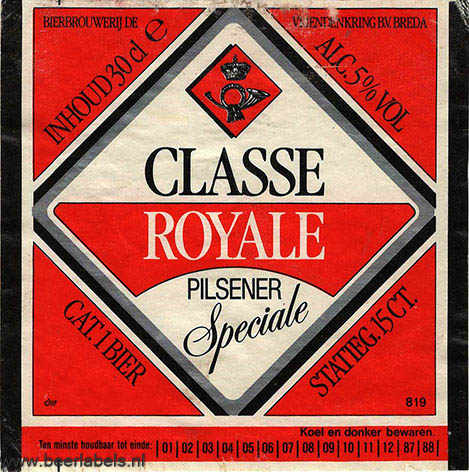 BIERBROUWERIJ DE
VRIENDENKRING B.V. BREDA
INHOUD 30 cl e
ALC. 5% VOL
CLASSE
ROYALE
PILSENER
Speciale
CAT. 1 BIER
STATIEG. 15 CT.
819
Koel en donker bewaren.
Ten minste houdbaar tot einde: | 01 | 02 | 03 | 04 | 05 | 06 | 07 | 08 | 09 | 10 | 11 | 12 | 87 | 88 |
www.beerlabels.nl